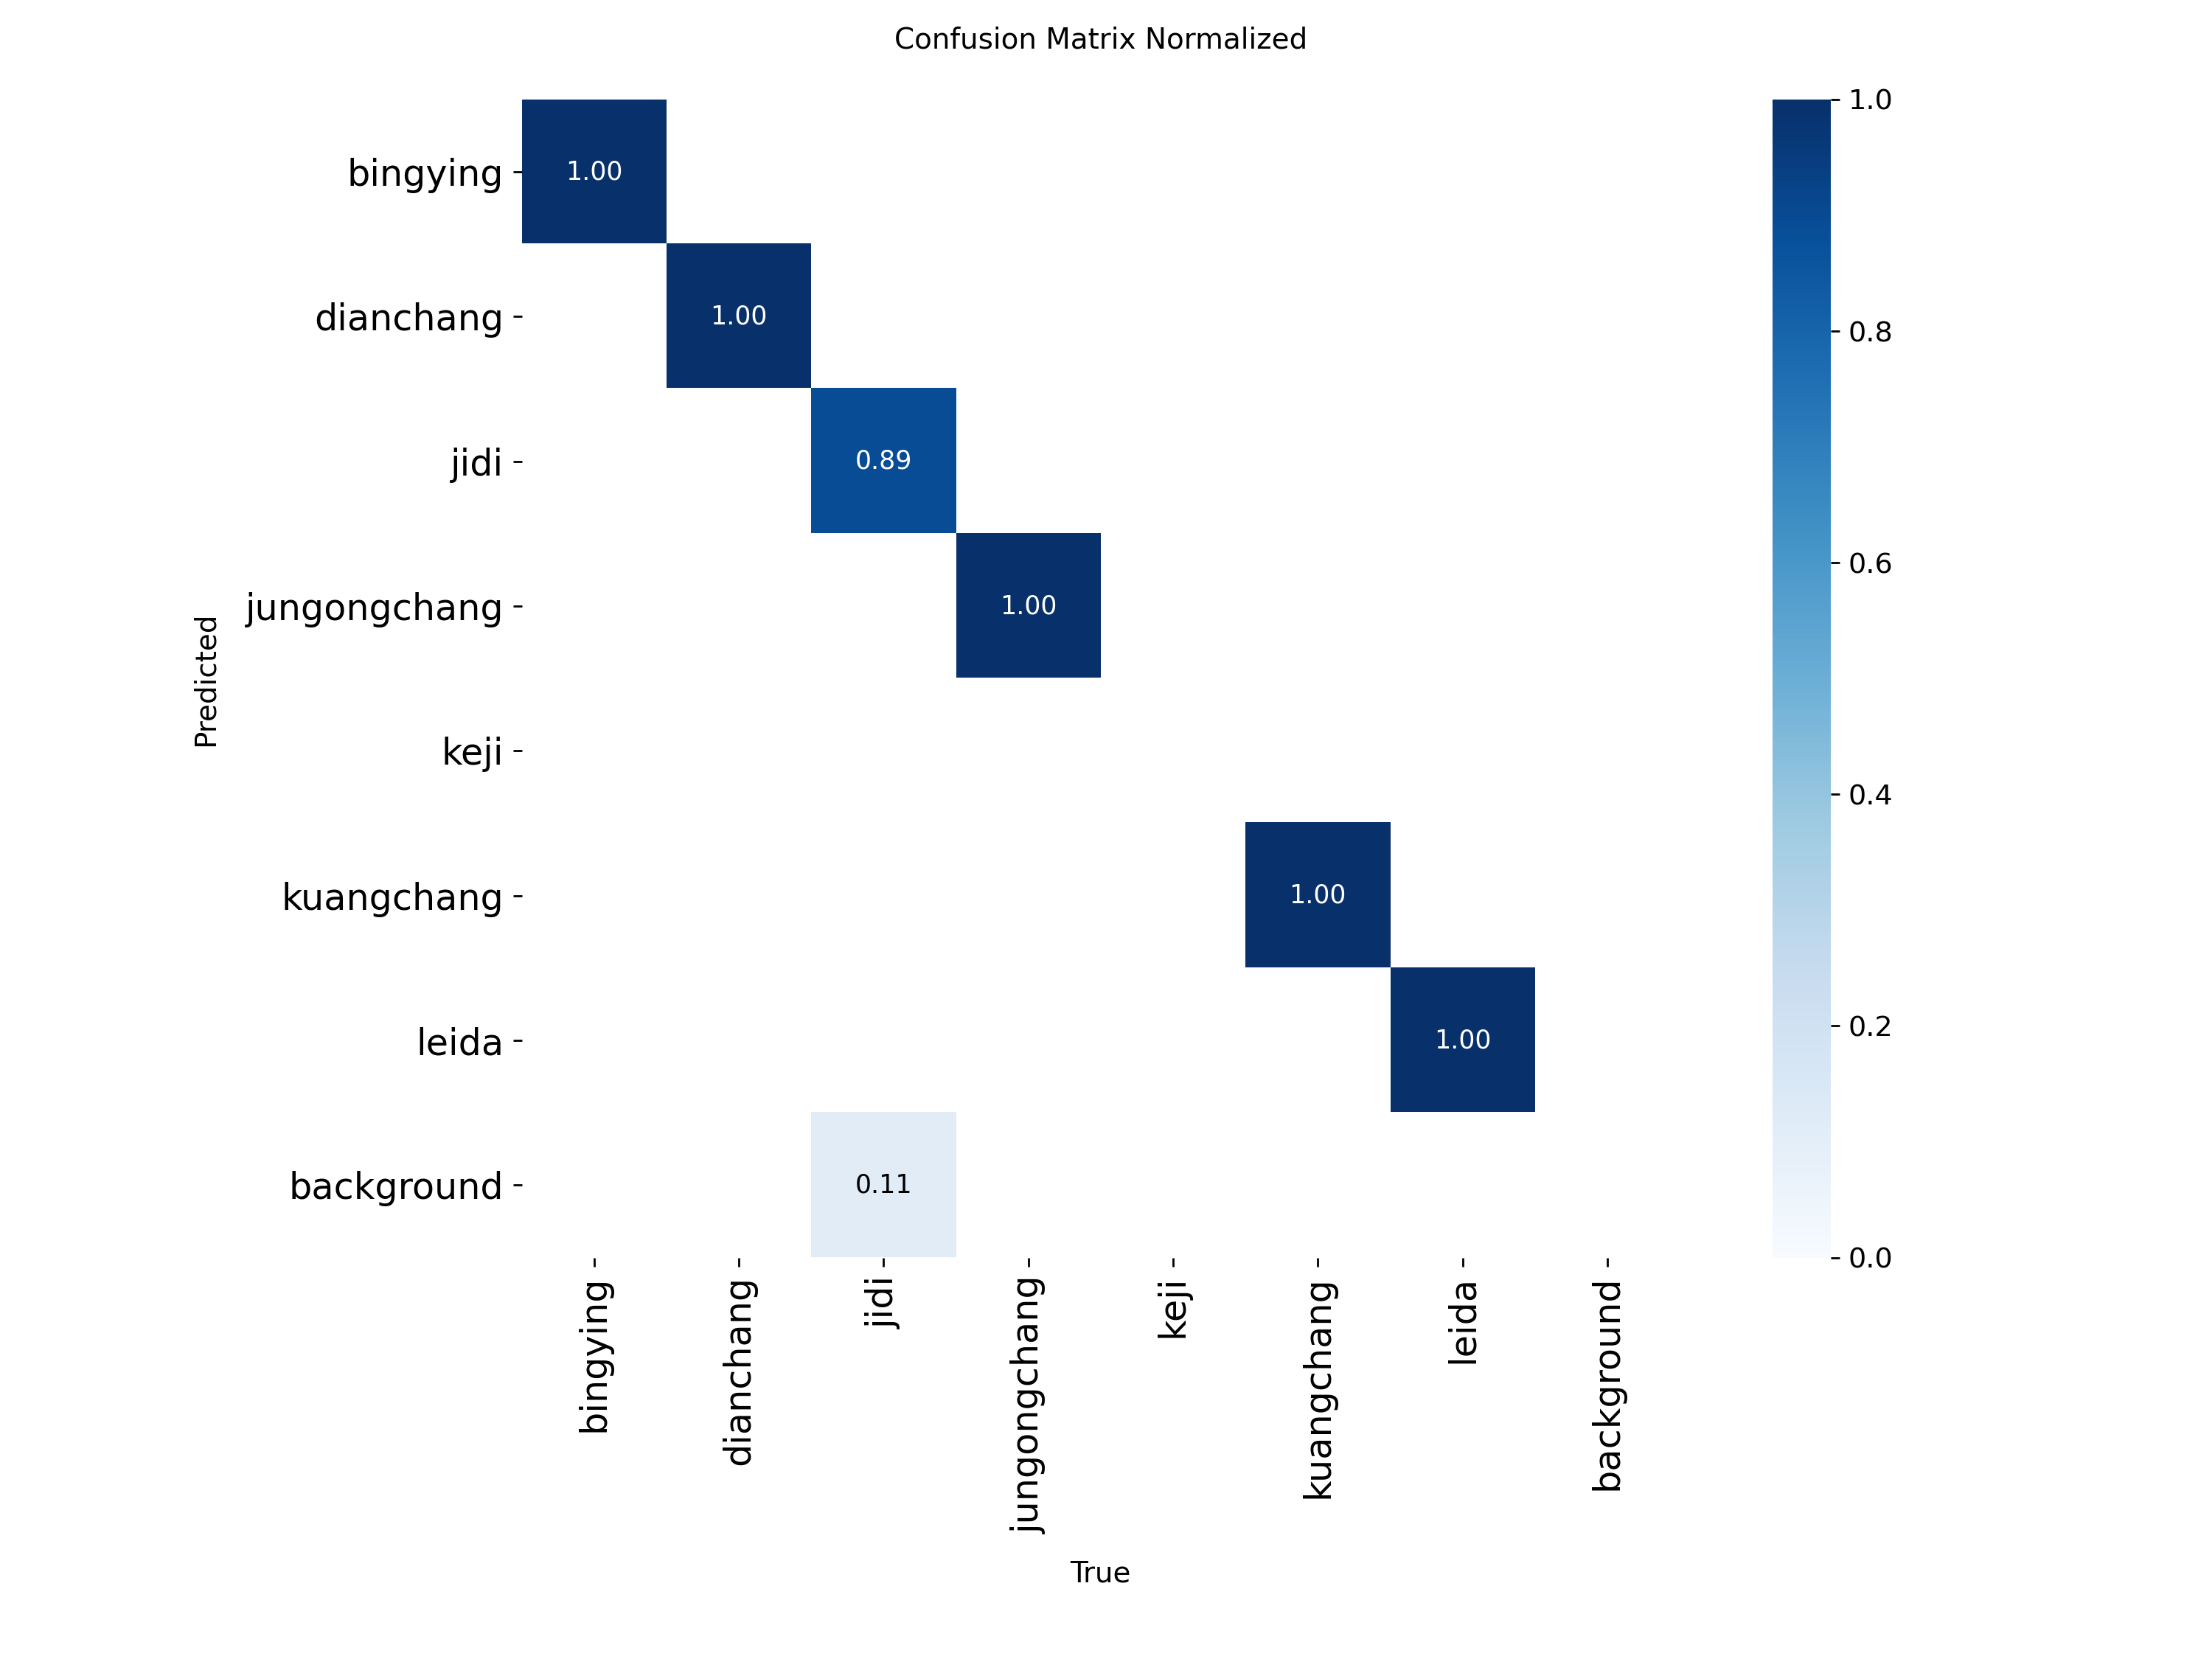 Confusion Matrix Normalized
Predicted
bingying
dianchang
jidi
jungongchang
keji
kuangchang
leida
background
1.00
1.00
0.89
1.00
1.00
1.00
0.11
1.0
0.8
0.6
0.4
0.2
0.0
bingying
dianchang
jidi
jungongchang
keji
kuangchang
leida
background
True